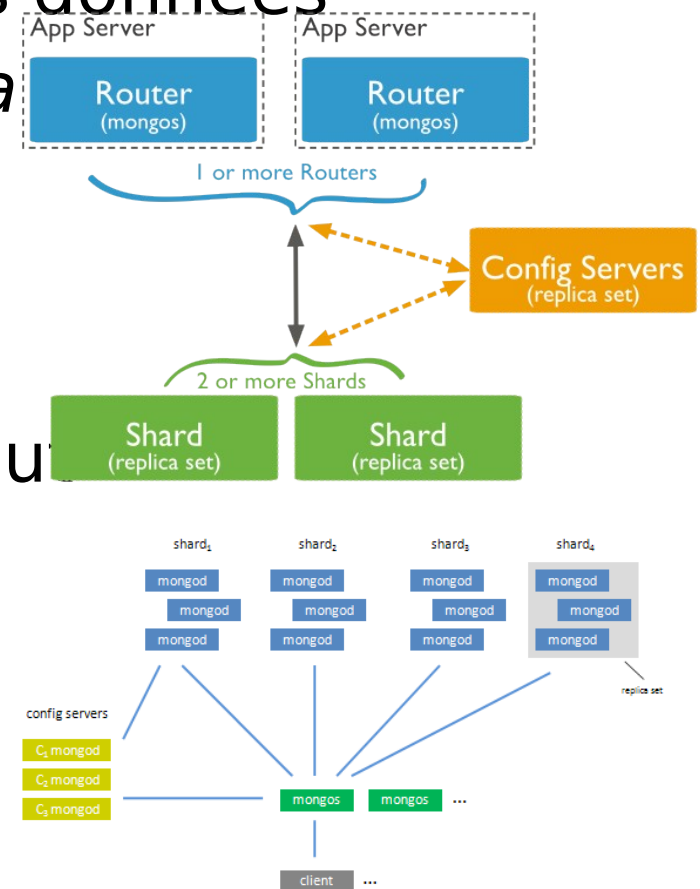 s données
App Server
App Server
a
Router
(mongos)
Router
(mongos)
1 or more Routers
Config Servers
(replica set)
2 or more Shards
Shard
(replica set)
Shard
(replica set)
u
shard₁
shard₂
shard₃
shard₄
mongod
mongod
mongod
mongod
mongod
mongod
mongod
mongod
mongod
mongod
mongod
mongod
replica set
config servers
C₁ mongod
C₂ mongod
C₃ mongod
mongos
mongos
...
client
...